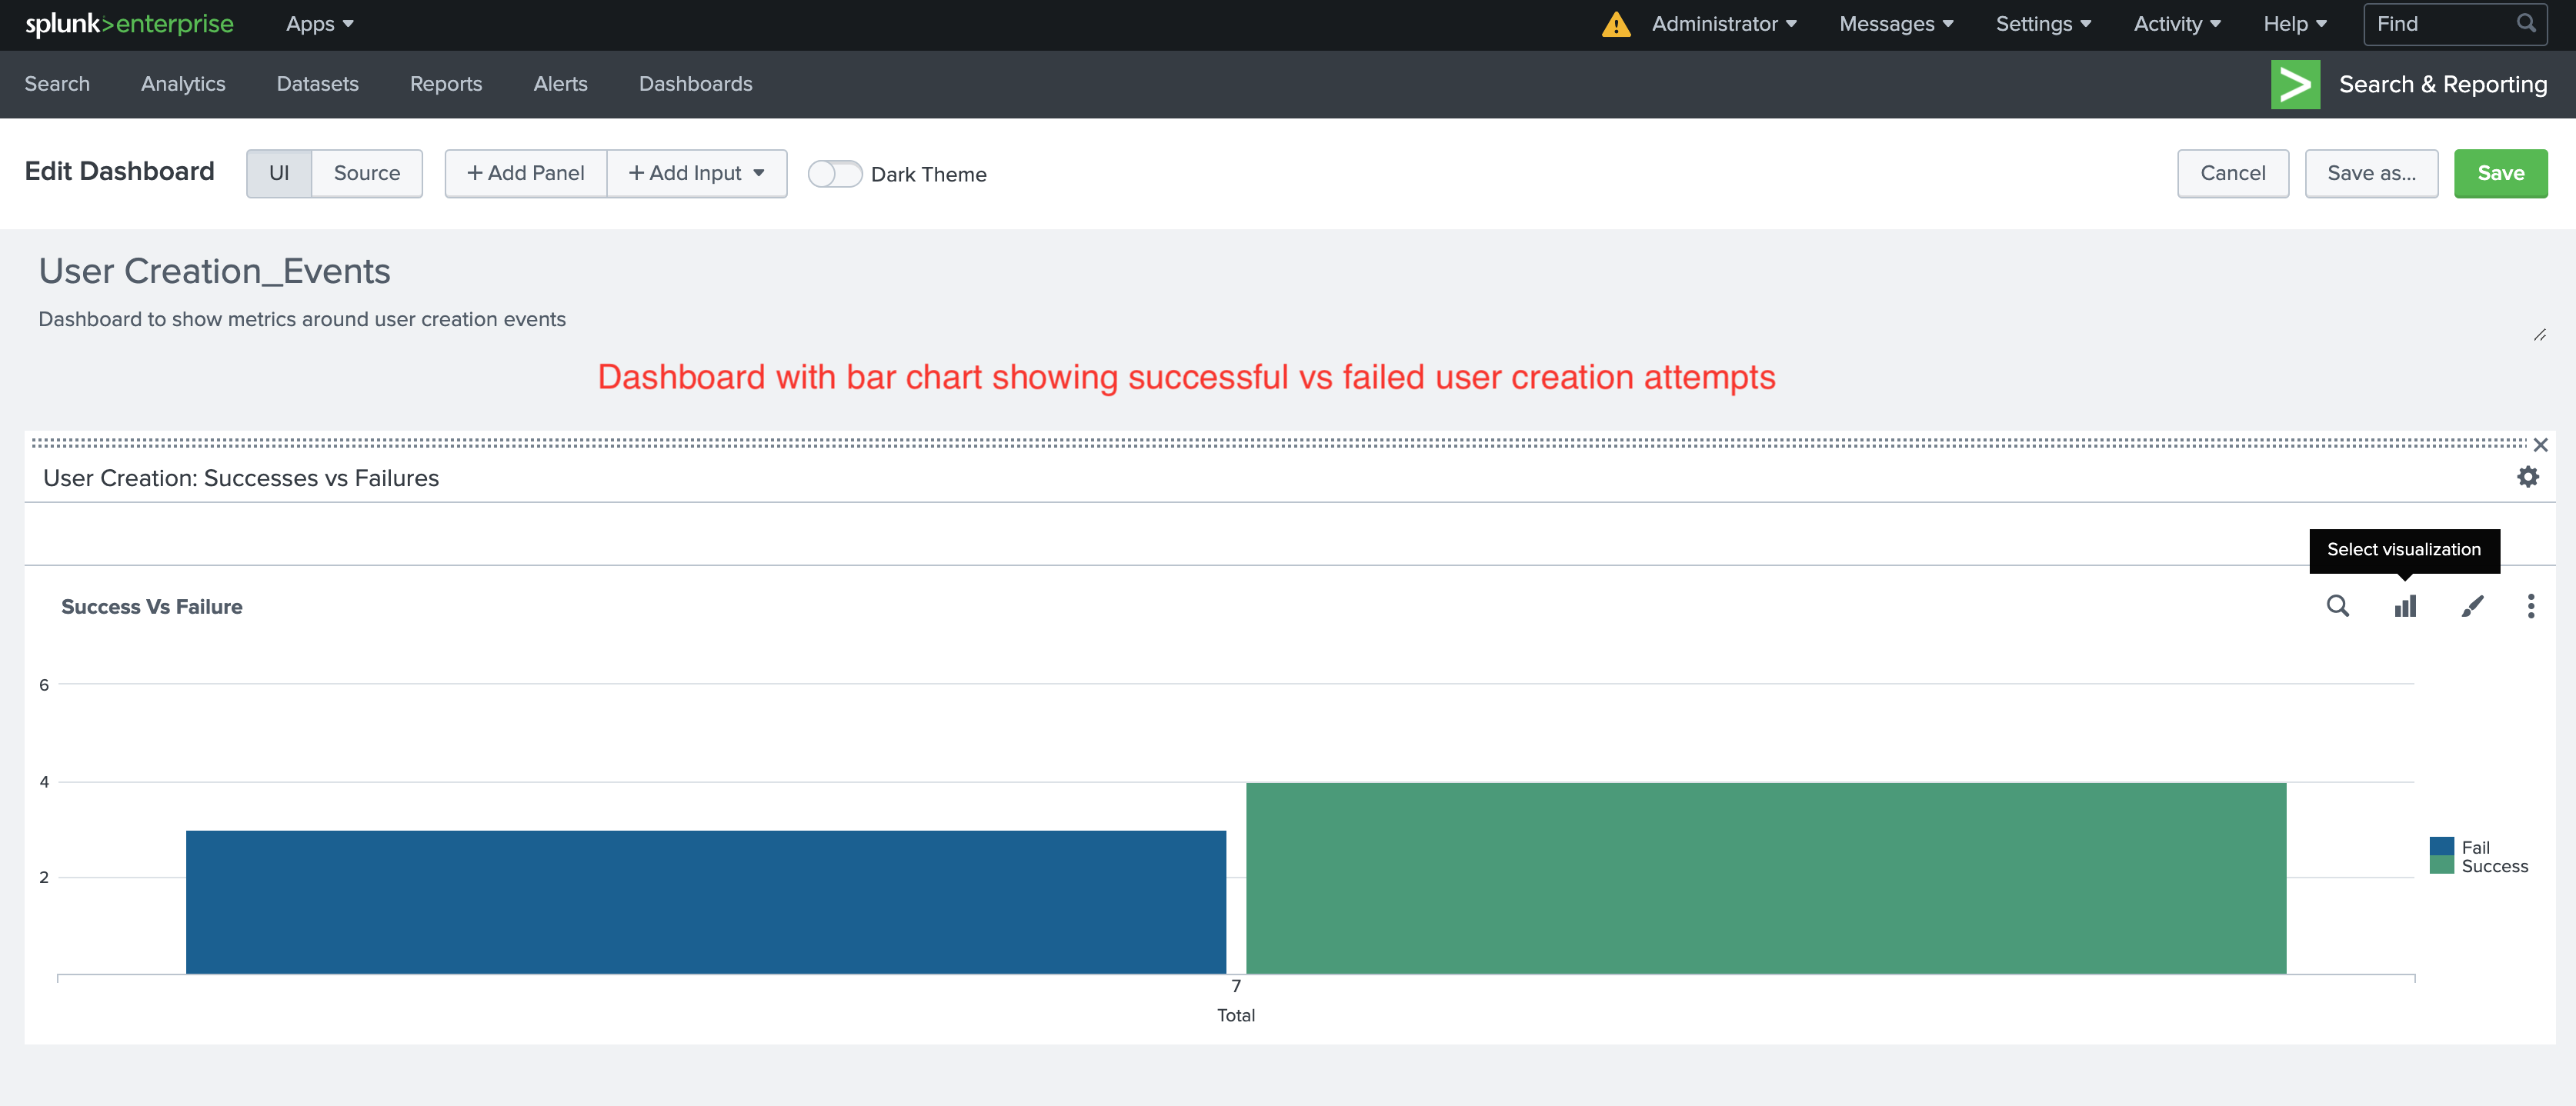 splunk>enterprise Apps Administrator Messages Settings Activity Help Find
Search Analytics Datasets Reports Alerts Dashboards Search & Reporting
Edit Dashboard UI Source + Add Panel + Add Input Dark Theme Cancel Save as... Save
User Creation_Events
Dashboard to show metrics around user creation events
Dashboard with bar chart showing successful vs failed user creation attempts
User Creation: Successes vs Failures
Select visualization
Success Vs Failure
6
4
2
Fail
Success
7
Total